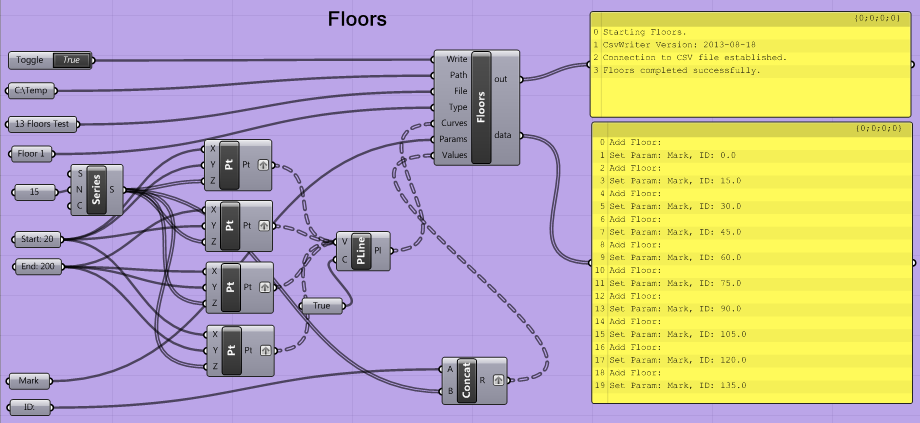 Floors
Toggle True
C:\Temp
13 Floors Test
Floor 1
15
Start: 20
End: 200
Mark
ID:
S
N
C
Series
S
X
Y
Z
Pt
Pt
X
Y
Z
Pt
Pt
X
Y
Z
Pt
Pt
X
Y
Z
Pt
Pt
V
C
PLine
Pl
True
A
B
Concat
R
Write
Path
File
Type
Curves
Params
Values
Floors
out
data
{0;0;0;0}
0 Starting Floors.
1 CsvWriter Version: 2013-08-18
2 Connection to CSV file established.
3 Floors completed successfully.
{0;0;0;0}
0 Add Floor:
1 Set Param: Mark, ID: 0.0
2 Add Floor:
3 Set Param: Mark, ID: 15.0
4 Add Floor:
5 Set Param: Mark, ID: 30.0
6 Add Floor:
7 Set Param: Mark, ID: 45.0
8 Add Floor:
9 Set Param: Mark, ID: 60.0
10 Add Floor:
11 Set Param: Mark, ID: 75.0
12 Add Floor:
13 Set Param: Mark, ID: 90.0
14 Add Floor:
15 Set Param: Mark, ID: 105.0
16 Add Floor:
17 Set Param: Mark, ID: 120.0
18 Add Floor:
19 Set Param: Mark, ID: 135.0